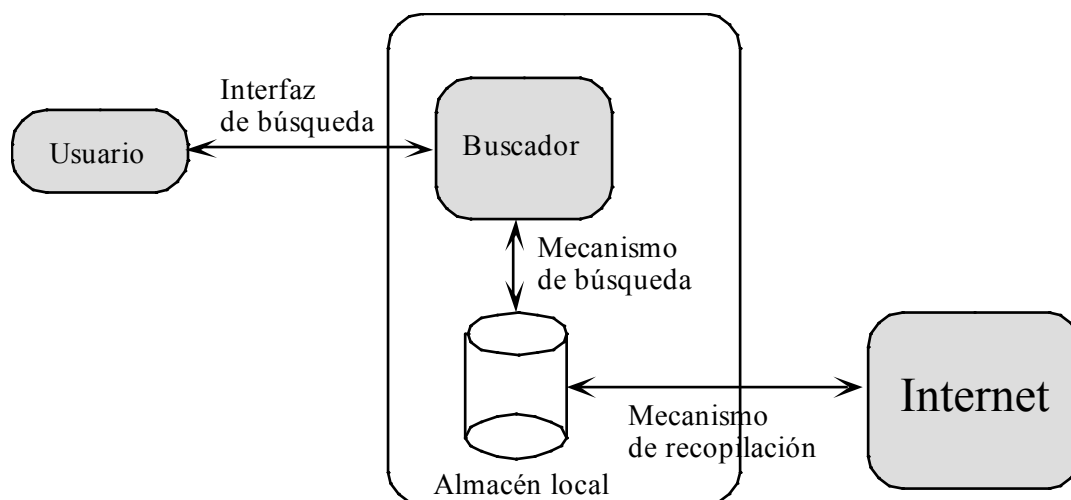 Interfaz
de búsqueda
Usuario
Buscador
Mecanismo
de búsqueda
Internet
Mecanismo
de recopilación
Almacén local